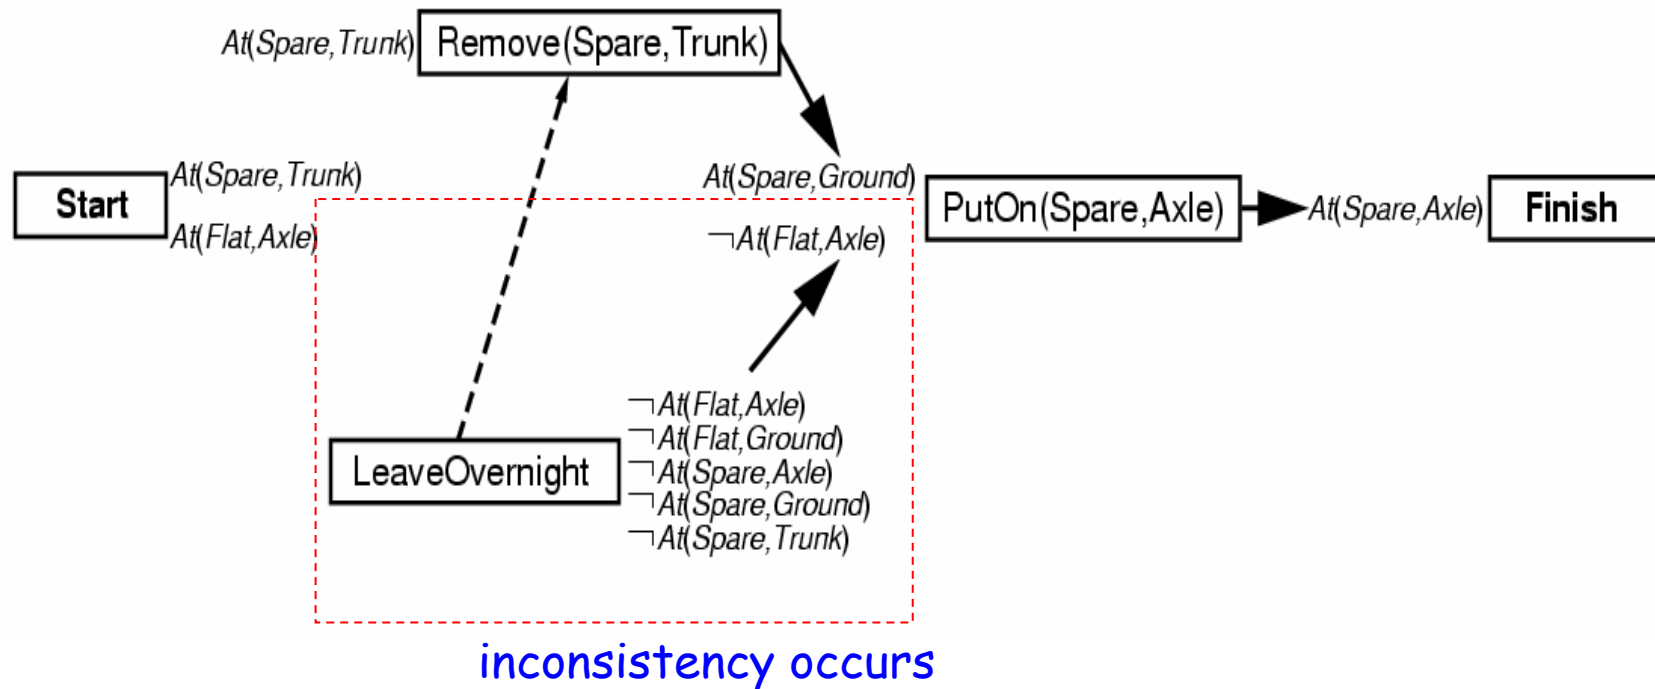 At(Spare,Trunk)
Remove(Spare,Trunk)
Start
At(Spare,Trunk)
At(Flat,Axle)
At(Spare,Ground)
¬At(Flat,Axle)
PutOn(Spare,Axle)
At(Spare,Axle)
Finish
LeaveOvernight
¬At(Flat,Axle)
¬At(Flat,Ground)
¬At(Spare,Axle)
¬At(Spare,Ground)
¬At(Spare,Trunk)
inconsistency occurs